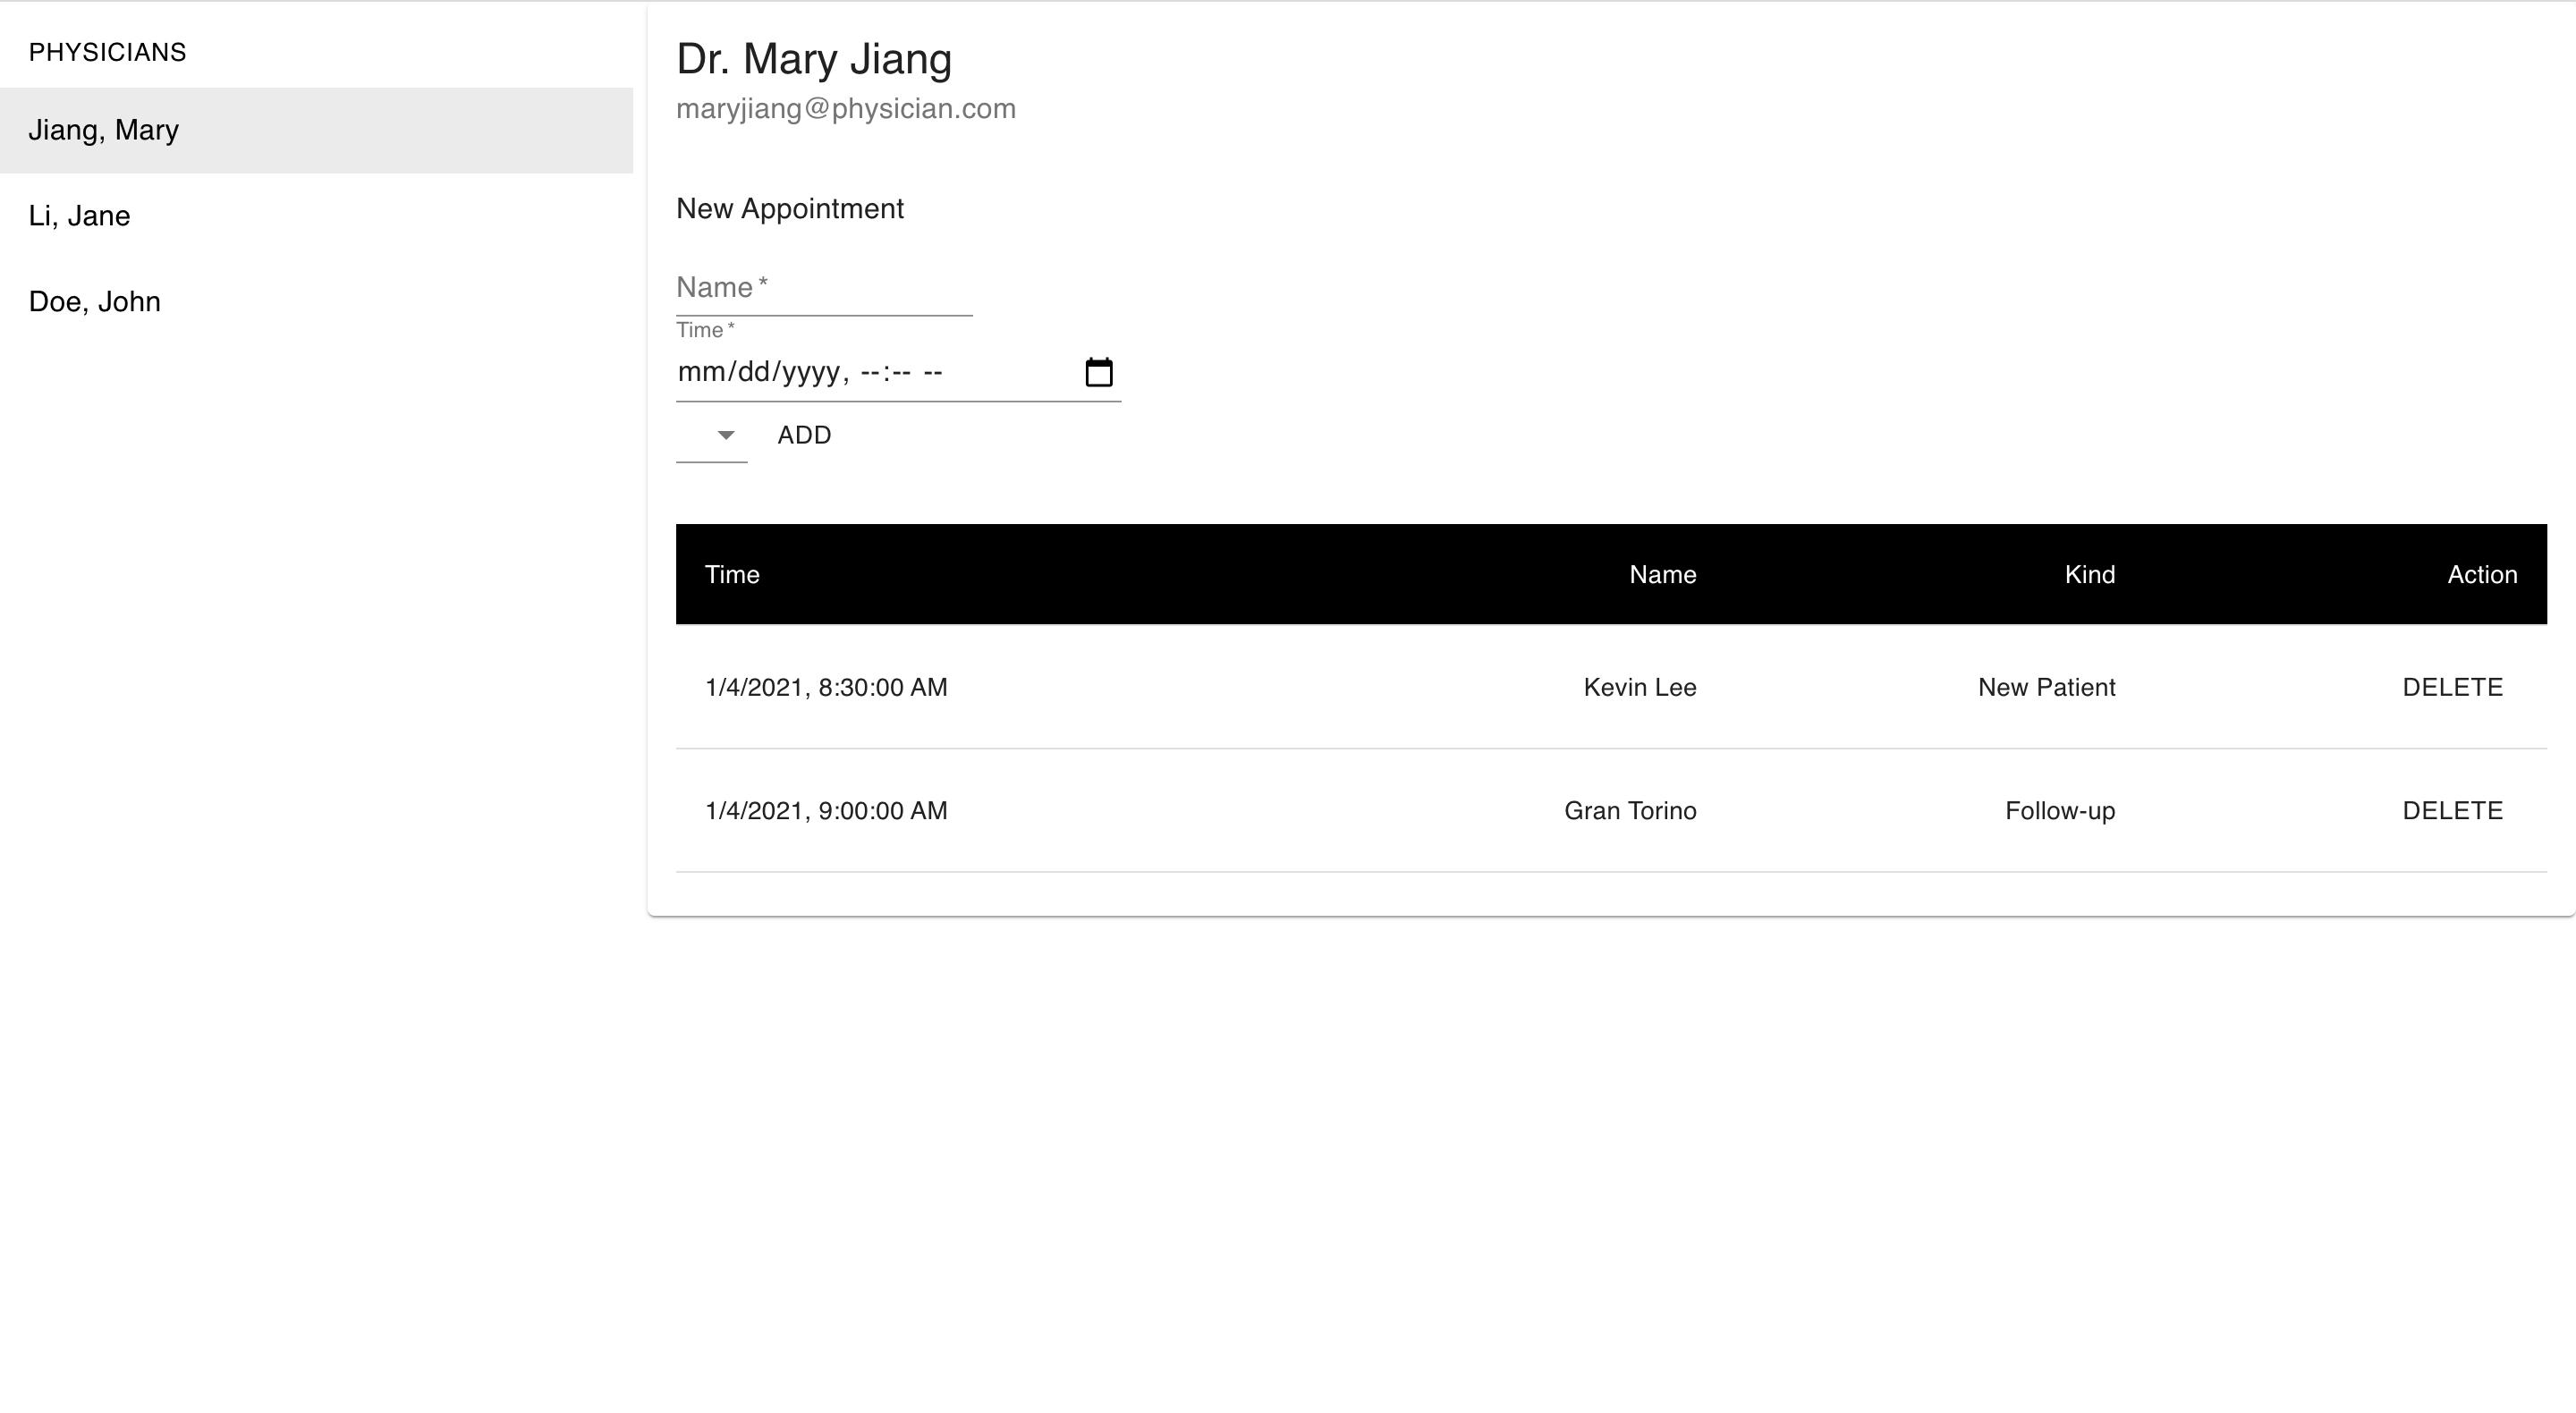 PHYSICIANS
Jiang, Mary
Li, Jane
Doe, John
Dr. Mary Jiang
maryjiang@physician.com
New Appointment
Name *
Time *
mm/dd/yyyy, --:-- --
ADD
Time Name Kind Action
1/4/2021, 8:30:00 AM Kevin Lee New Patient DELETE
1/4/2021, 9:00:00 AM Gran Torino Follow-up DELETE